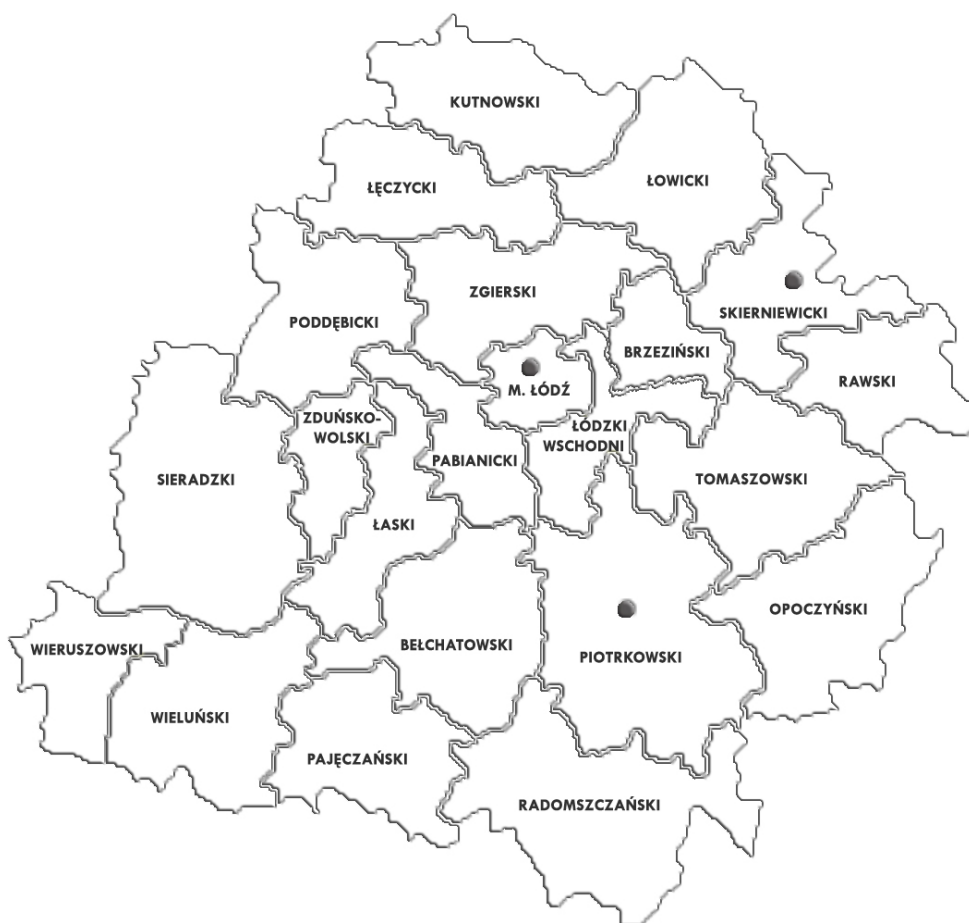 KUTNOWSKI
ŁĘCZYCKI
ŁOWICKI
ZGIERSKI
SKIERNIEWICKI
PODDĘBICKI
BRZEZIŃSKI
RAWSKI
M. ŁÓDŹ
ZDUŃSKO-
WOLSKI
ŁÓDZKI
WSCHODNI
PABIANICKI
SIERADZKI
TOMASZOWSKI
ŁASKI
OPOCZYŃSKI
WIERUSZOWSKI
BEŁCHATOWSKI
PIOTRKOWSKI
WIELUŃSKI
PAJĘCZAŃSKI
RADOMSZCZAŃSKI